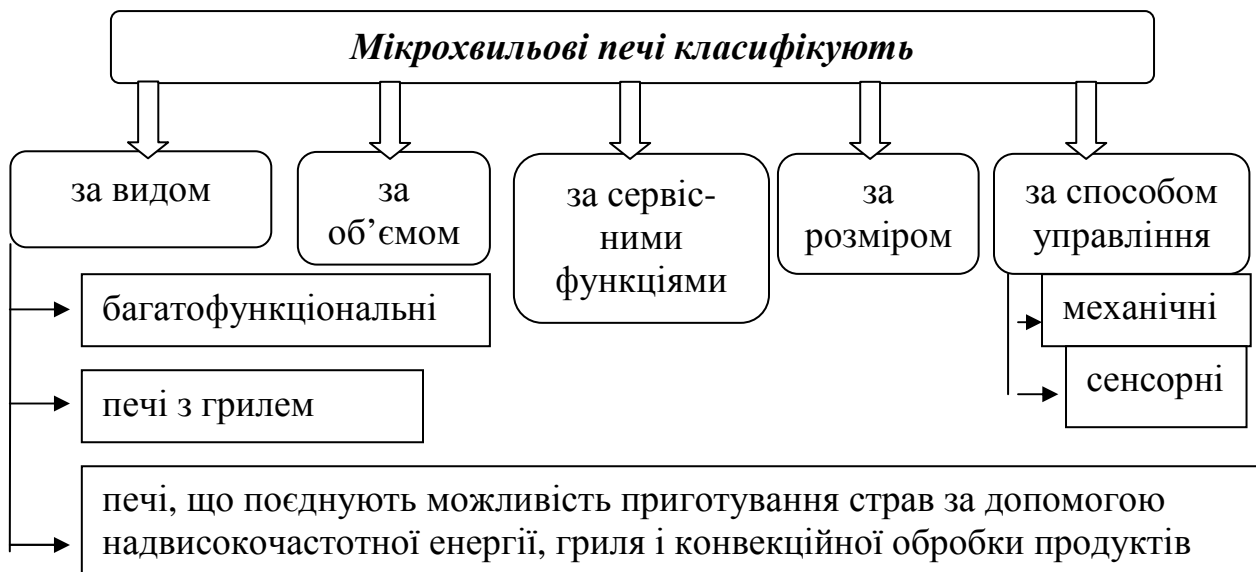 Мікрохвильові печі класифікують
за видом
за
об’ємом
за сервіс-
ними
функціями
за
розміром
за способом
управління
багатофункціональні
печі з грилем
печі, що поєднують можливість приготування страв за допомогою
надвисокочастотної енергії, гриля і конвекційної обробки продуктів
механічні
сенсорні